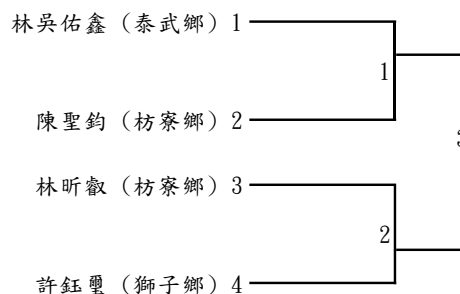 林吳佑鑫 (泰武鄉) 1
1
陳聖鈞 (枋寮鄉) 2
林昕叡 (枋寮鄉) 3
2
許鈺璽 (獅子鄉) 4